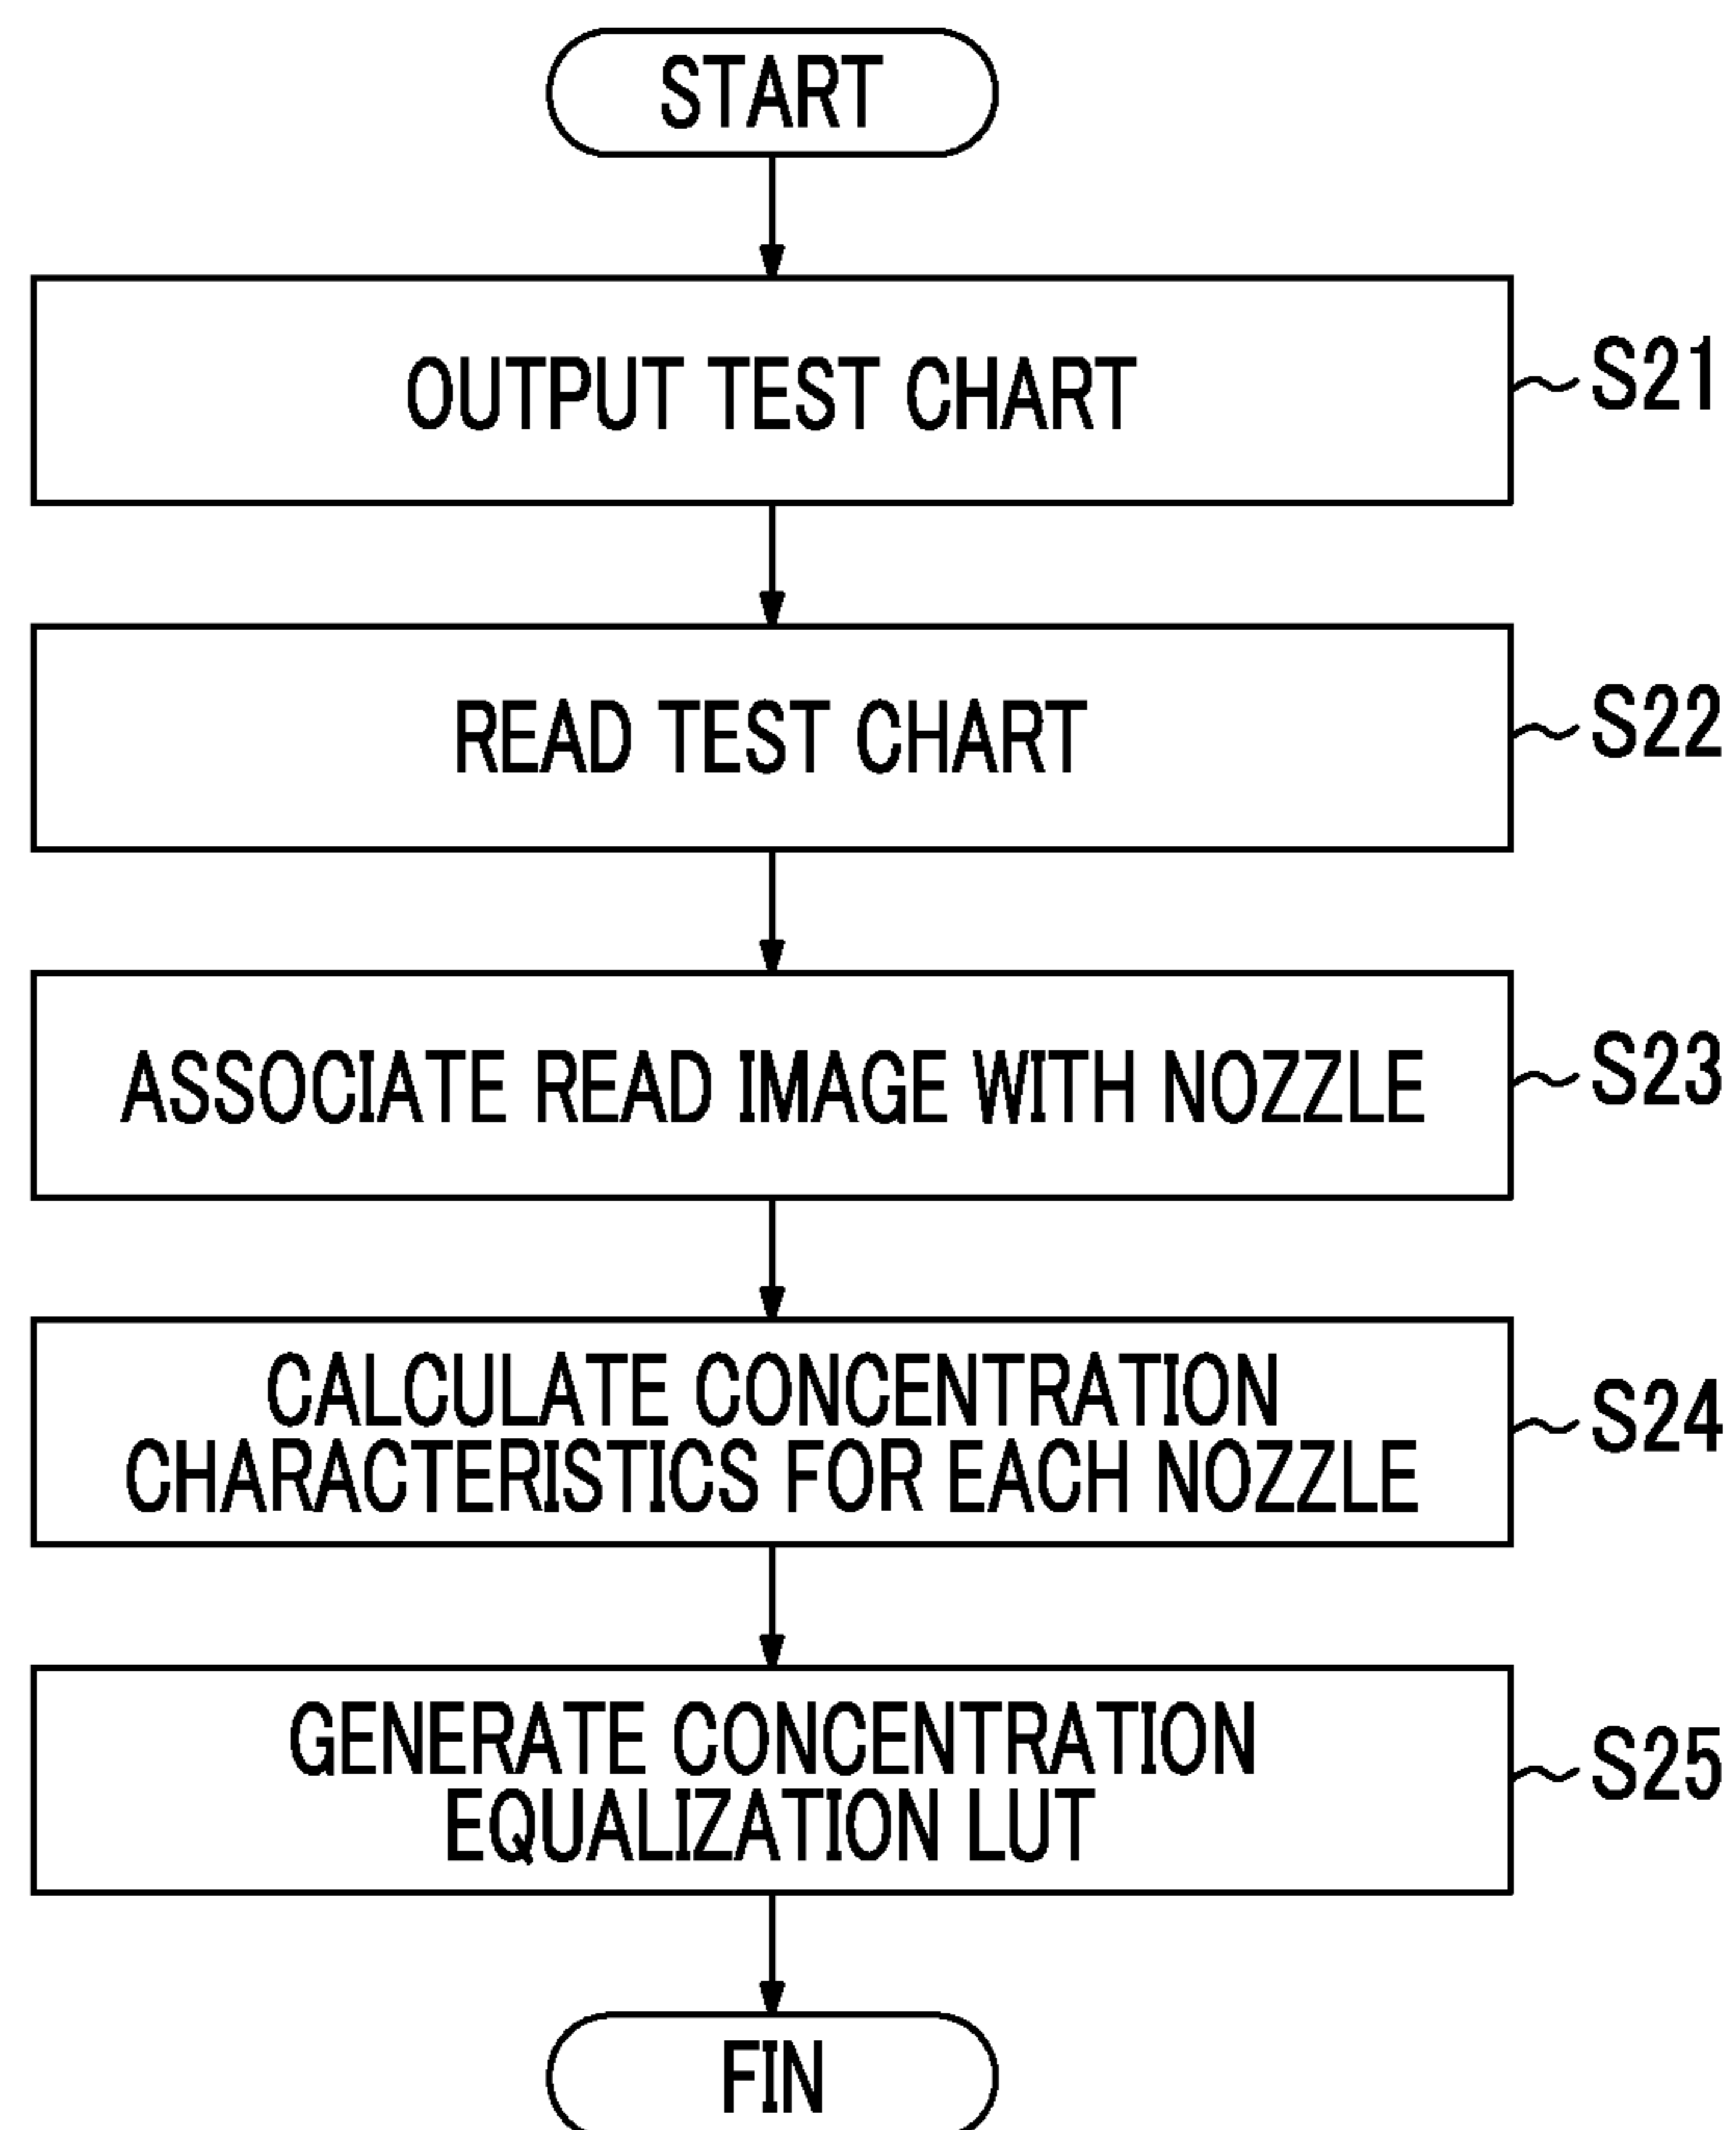 START
OUTPUT TEST CHART
S21
READ TEST CHART
S22
ASSOCIATE READ IMAGE WITH NOZZLE
S23
CALCULATE CONCENTRATION
CHARACTERISTICS FOR EACH NOZZLE
S24
GENERATE CONCENTRATION
EQUALIZATION LUT
S25
FIN